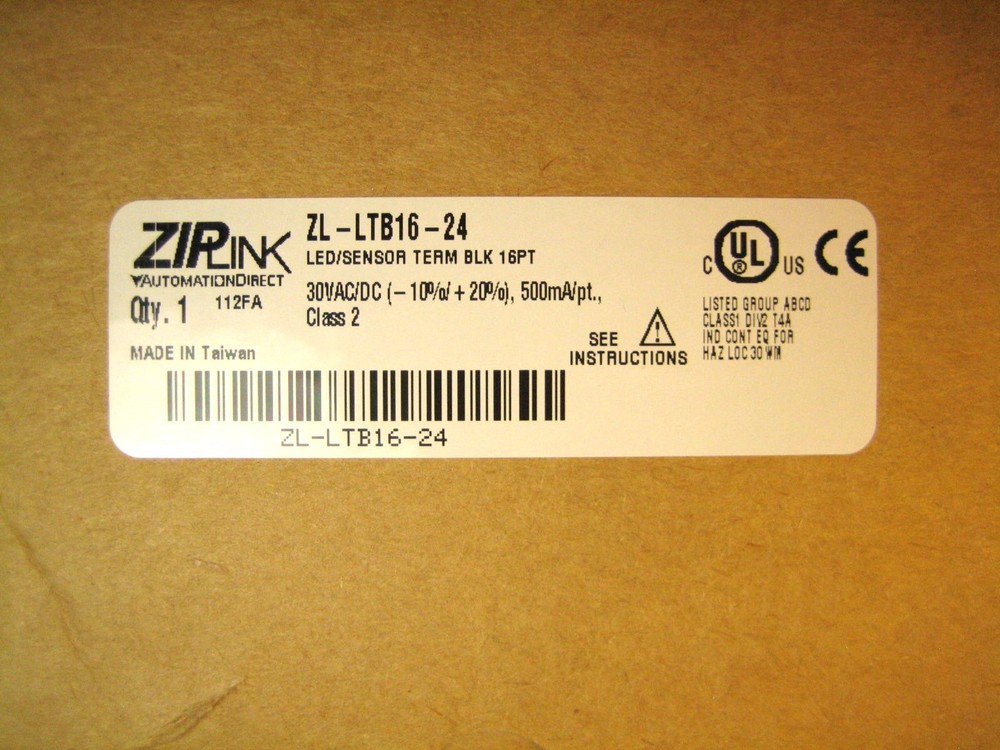 ZIPLINK
AUTOMATIONDIRECT
Qty. 1 112FA
MADE IN Taiwan
ZL-LTB16-24
LED/SENSOR TERM BLK 16PT
30VAC/DC (-10%/+20%), 500mA/pt.,
Class 2
SEE
INSTRUCTIONS
C UL US CE
LISTED GROUP ABCD
CLASS1 DIV2 T4A
IND CONT EQ FOR
HAZ LOC 30WM
ZL-LTB16-24